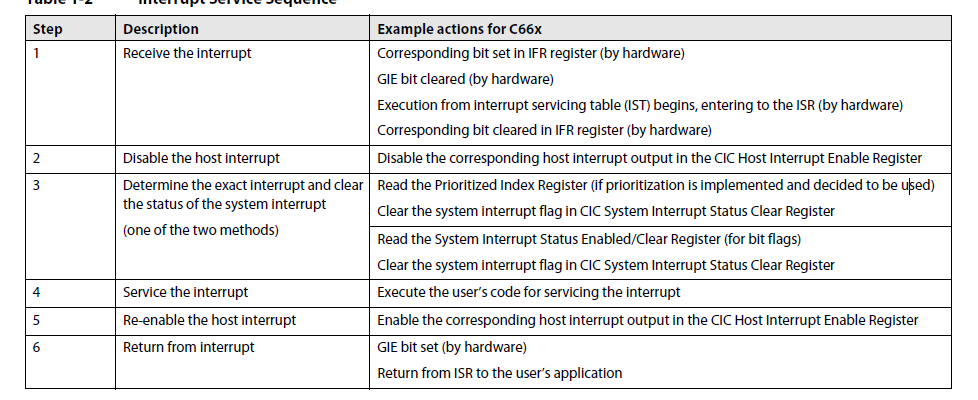 Table 1-2 Interrupt Service Sequence
Step Description Example actions for C66x
1 Receive the interrupt Corresponding bit set in IFR register (by hardware)
GIE bit cleared (by hardware)
Execution from interrupt servicing table (IST) begins, entering to the ISR (by hardware)
Corresponding bit cleared in IFR register (by hardware)
2 Disable the host interrupt Disable the corresponding host interrupt output in the CIC Host Interrupt Enable Register
3 Determine the exact interrupt and clear Read the Prioritized Index Register (if prioritization is implemented and decided to be used)
the status of the system interrupt
Clear the system interrupt flag in CIC System Interrupt Status Clear Register
(one of the two methods)
Read the System Interrupt Status Enabled/Clear Register (for bit flags)
Clear the system interrupt flag in CIC System Interrupt Status Clear Register
4 Service the interrupt Execute the user's code for servicing the interrupt
5 Re-enable the host interrupt Enable the corresponding host interrupt output in the CIC Host Interrupt Enable Register
6 Return from interrupt GIE bit set (by hardware)
Return from ISR to the user's application